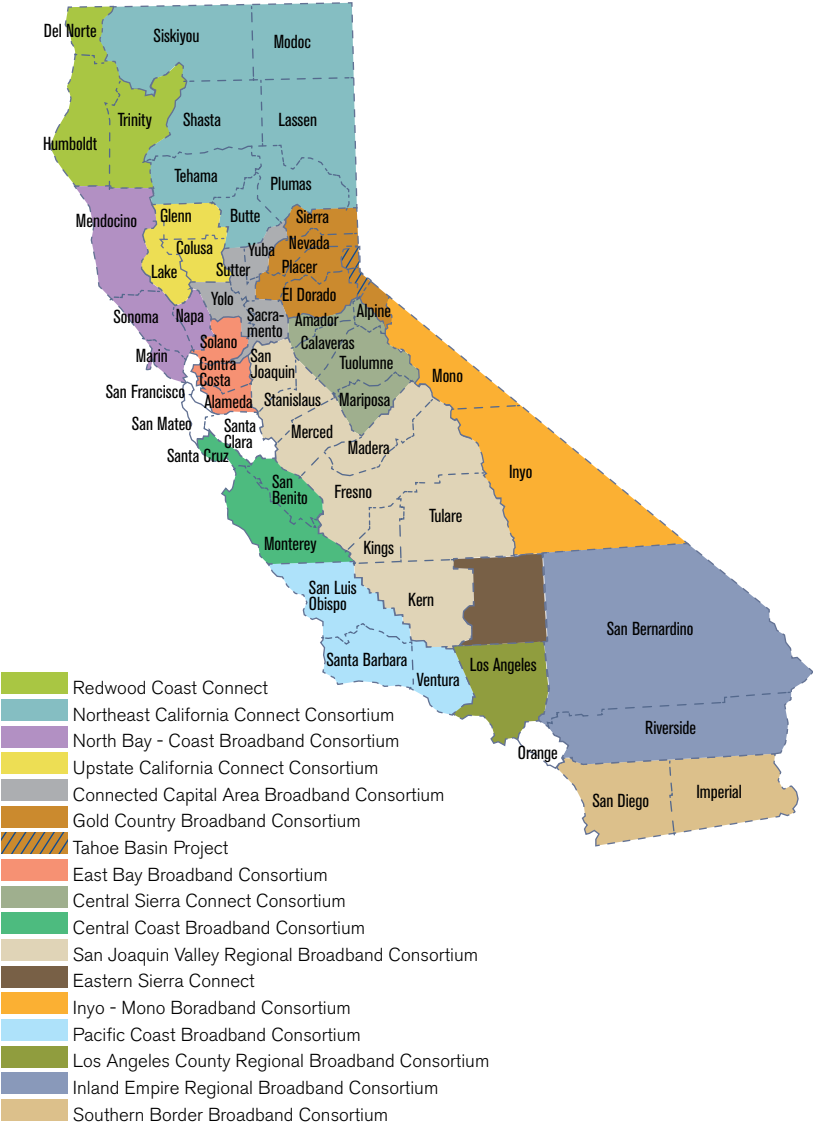 Del Norte
Siskiyou
Modoc
Trinity
Shasta
Lassen
Humboldt
Tehama
Plumas
Mendocino
Glenn
Butte
Sierra
Colusa
Yuba
Nevada
Lake
Sutter
Placer
Yolo
El Dorado
Sonoma
Napa
Sacra-
mento
Amador
Alpine
Solano
Calaveras
Marin
San
Joaquin
Tuolumne
Contra
Costa
Mono
San Francisco
Alameda
Stanislaus
Mariposa
San Mateo
Santa
Clara
Merced
Madera
Santa Cruz
Inyo
San
Benito
Fresno
Tulare
Monterey
Kings
San Luis
Obispo
Kern
San Bernardino
Santa Barbara
Ventura
Los Angeles
Riverside
Orange
San Diego
Imperial
Redwood Coast Connect
Northeast California Connect Consortium
North Bay - Coast Broadband Consortium
Upstate California Connect Consortium
Connected Capital Area Broadband Consortium
Gold Country Broadband Consortium
Tahoe Basin Project
East Bay Broadband Consortium
Central Sierra Connect Consortium
Central Coast Broadband Consortium
San Joaquin Valley Regional Broadband Consortium
Eastern Sierra Connect
Inyo - Mono Boradband Consortium
Pacific Coast Broadband Consortium
Los Angeles County Regional Broadband Consortium
Inland Empire Regional Broadband Consortium
Southern Border Broadband Consortium